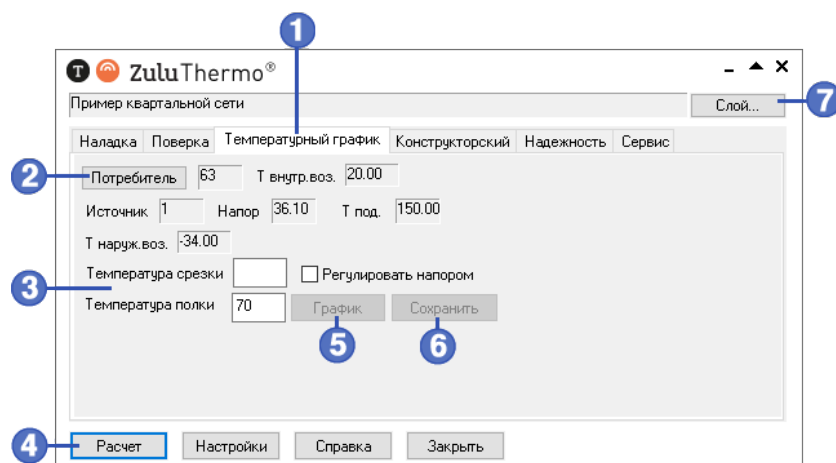 1
T ZuluThermo®
Пример квартальной сети Слой... 7
Наладка Поверка Температурный график Конструкторский Надежность Сервис
2 Потребитель 63 Т внутр.воз. 20.00
Источник 1 Напор 36.10 Т под. 150.00
Т наруж.воз. -34.00
3 Температура срезки Регулировать напором
Температура полки 70 График Сохранить
5 6
4 Расчет Настройки Справка Закрыть